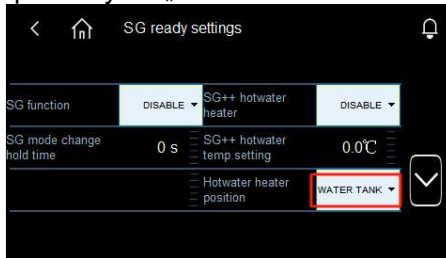 SG ready settings
SG function
DISABLE
SG++ hotwater
heater
DISABLE
SG mode change
hold time
0 s
SG++ hotwater
temp.setting
0.0℃
Hotwater heater
position
WATER TANK